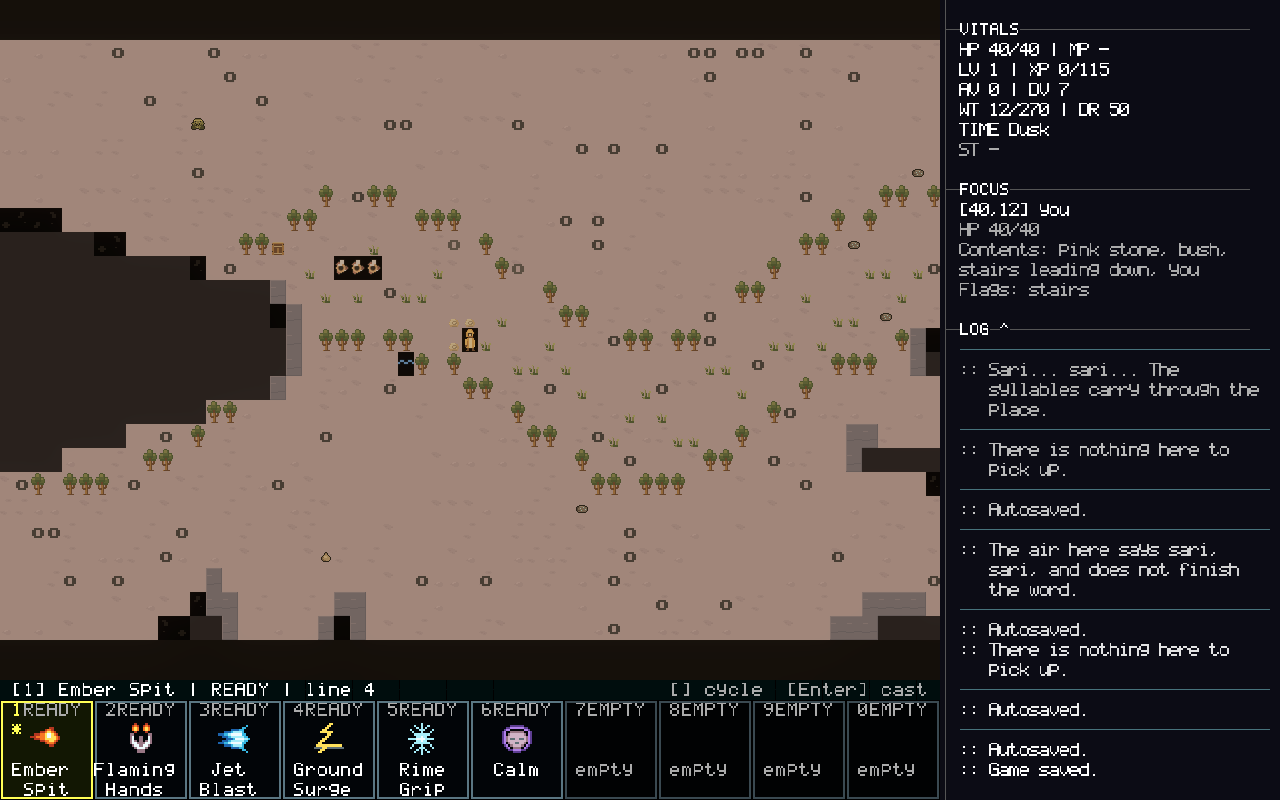 VITALS
HP 40/40 | MP -
LV 1 | XP 0/115
AV 0 | DV 7
WT 12/270 | DR 50
TIME Dusk
ST -
FOCUS
[40,12] You
HP 40/40
Contents: Pink stone, bush,
stairs leading down, You
Flags: stairs
LOG ^
:: Sari... sari... The
syllables carry through the
Place.
:: There is nothing here to
Pick up.
:: Autosaved.
:: The air here says sari,
sari, and does not finish
the word.
:: Autosaved.
:: There is nothing here to
Pick up.
:: Autosaved.
:: Autosaved.
:: Game saved.
[1] Ember Spit | READY | line 4
[] cycle [Enter] cast
1READY 2READY 3READY 4READY 5READY 6READY 7EMPTY 8EMPTY 9EMPTY 0EMPTY
*
Ember Flaming Jet Ground Rime Calm empty empty empty empty
Spit Hands Blast Surge Grip